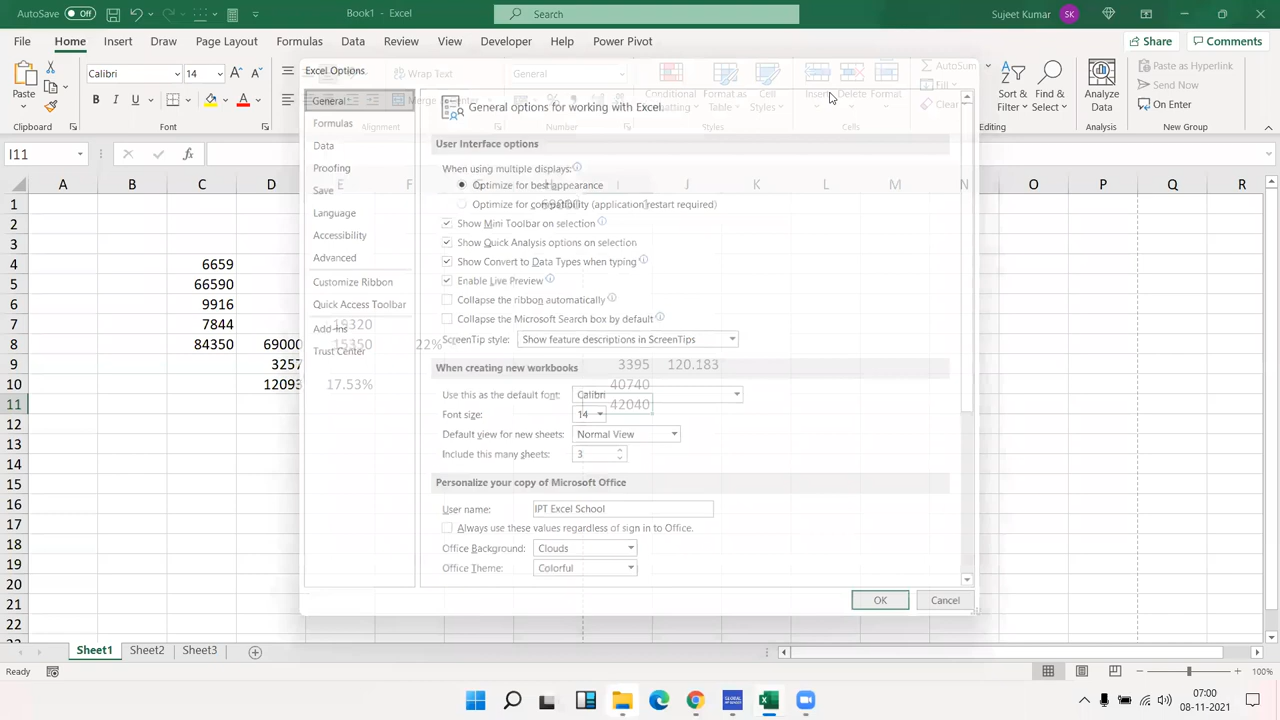 AutoSave Off Book1 - Excel Search Sujeet Kumar SK
File Home Insert Draw Page Layout Formulas Data Review View Developer Help Power Pivot Share Comments
Paste Calibri 14 Wrap Text General Conditional Formatting Format as Table Cell Styles Insert Delete Format AutoSum Fill Clear Sort & Filter Find & Select Analyze Data Paste as Hyperlink Send On Enter
B I U Merge
Clipboard Font Alignment Number Styles Cells Editing Analysis New Group
I11 fx
A B C D E F H I J K L M N O P Q R
1 69000
2
3
4 6659
5 66590
6 9916
7 7844 19320
8 84350 69000 15350 22%
9 3257 3395 120.183
10 12093 17.53% 40740
11 42040
12
13
14
15
16
17
18
19
20
21
22
Excel Options
General
Formulas
Data
Proofing
Save
Language
Accessibility
Advanced
Customize Ribbon
Quick Access Toolbar
Add-ins
Trust Center
General options for working with Excel.
User Interface options
When using multiple displays:
Optimize for best appearance
Optimize for compatibility (application restart required)
Show Mini Toolbar on selection
Show Quick Analysis options on selection
Show Convert to Data Types when typing
Enable Live Preview
Collapse the ribbon automatically
Collapse the Microsoft Search box by default
ScreenTip style: Show feature descriptions in ScreenTips
When creating new workbooks
Use this as the default font: Calibri
Font size: 14
Default view for new sheets: Normal View
Include this many sheets: 3
Personalize your copy of Microsoft Office
User name: IPT Excel School
Always use these values regardless of sign in to Office.
Office Background: Clouds
Office Theme: Colorful
OK Cancel
Sheet1 Sheet2 Sheet3
Ready 100%
07:00
08-11-2021